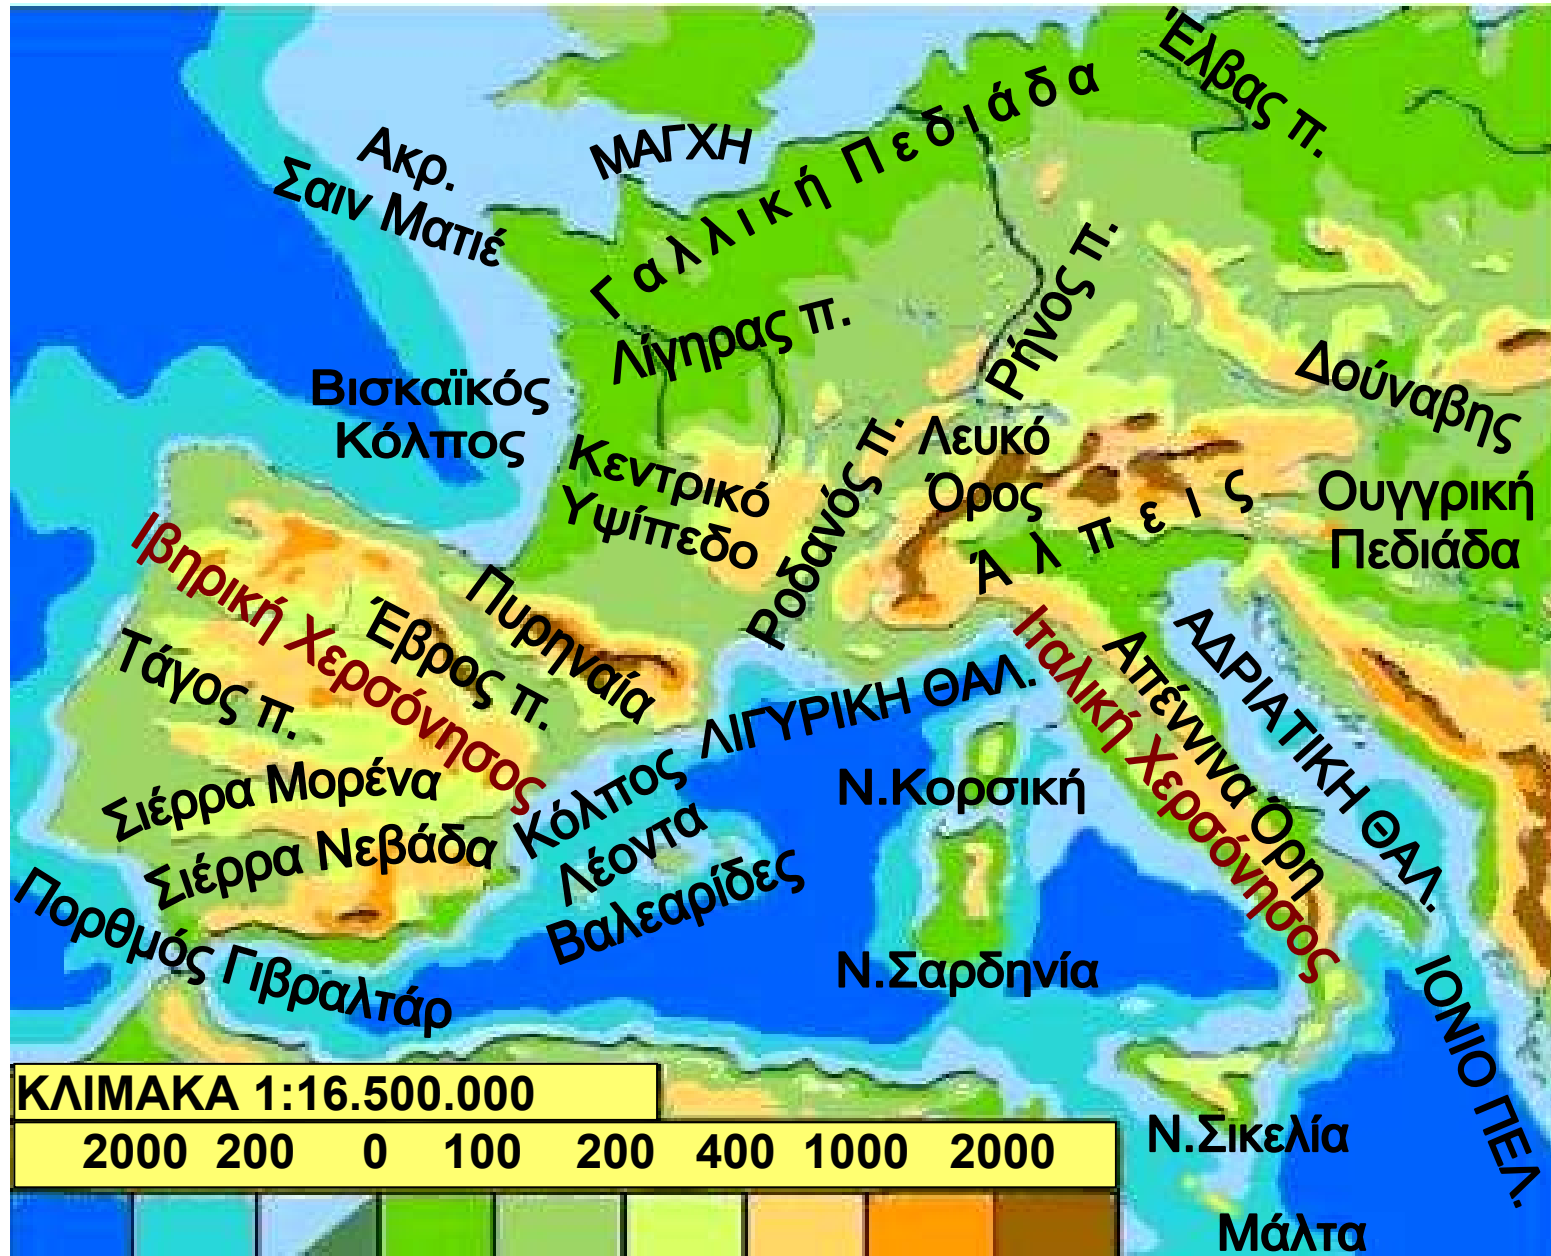 Έλβας π.
Γαλλική Πεδιάδα
ΜΑΓΧΗ
Ακρ.
Σαιν Ματιέ
Ρήνος π.
Λίγηρας π.
Δούναβης
Βισκαϊκός
Κόλπος
Λευκό
Όρος
Κεντρικό
Υψίπεδο
Ροδανός π.
Άλπεις
Ουγγρική
Πεδιάδα
Ιβηρική Χερσόνησος
Πυρηναία
Έβρος π.
Τάγος π.
Ιταλική Χερσόνησος
Απέννινα Όρη
ΑΔΡΙΑΤΙΚΗ ΘΑΛ.
ΛΙΓΥΡΙΚΗ ΘΑΛ.
Ν.Κορσική
Σιέρρα Μορένα
Κόλπος
Λέοντα
Σιέρρα Νεβάδα
Βαλεαρίδες
Πορθμός Γιβραλτάρ
Ν.Σαρδηνία
ΙΟΝΙΟ ΠΕΛ.
ΚΛΙΜΑΚΑ 1:16.500.000
2000 200 0 100 200 400 1000 2000
Ν.Σικελία
Μάλτα